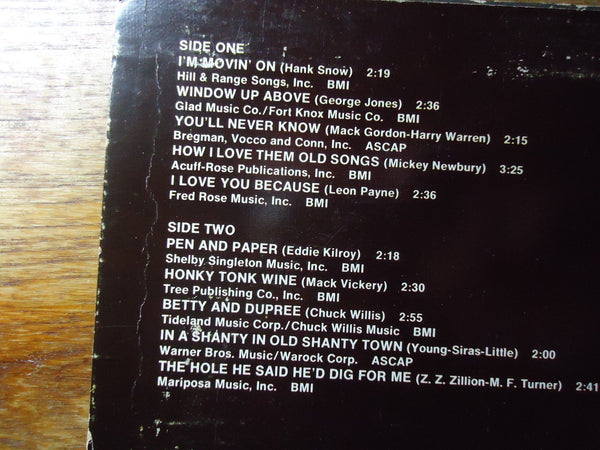 SIDE ONE
I'M MOVIN' ON (Hank Snow) 2:19
Hill & Range Songs, Inc. BMI
WINDOW UP ABOVE (George Jones) 2:36
Glad Music Co./Fort Knox Music Co. BMI
YOU'LL NEVER KNOW (Mack Gordon-Harry Warren) 2:15
Bregman, Vocco and Conn, Inc. ASCAP
HOW I LOVE THEM OLD SONGS (Mickey Newbury) 3:25
Acuff-Rose Publications, Inc. BMI
I LOVE YOU BECAUSE (Leon Payne) 2:36
Fred Rose Music, Inc. BMI
SIDE TWO
PEN AND PAPER (Eddie Kilroy) 2:18
Shelby Singleton Music, Inc. BMI
HONKY TONK WINE (Mack Vickery) 2:30
Tree Publishing Co., Inc. BMI
BETTY AND DUPREE (Chuck Willis) 2:55
Tideland Music Corp./Chuck Willis Music BMI
IN A SHANTY IN OLD SHANTY TOWN (Young-Siras-Little) 2:00
Warner Bros. Music/Warock Corp. ASCAP
THE HOLE HE SAID HE'D DIG FOR ME (Z. Z. Zillion-M. F. Turner) 2:41
Mariposa Music, Inc. BMI